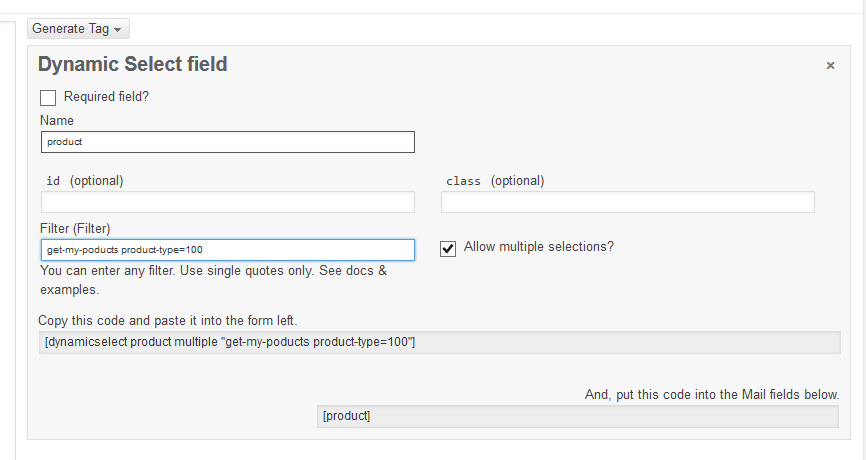 Generate Tag
Dynamic Select field
×
Required field?
Name
product
id (optional)
class (optional)
Filter (Filter)
get-my-poducts product-type=100
Allow multiple selections?
You can enter any filter. Use single quotes only. See docs &
examples.
Copy this code and paste it into the form left.
[dynamicselect product multiple "get-my-poducts product-type=100"]
And, put this code into the Mail fields below.
[product]